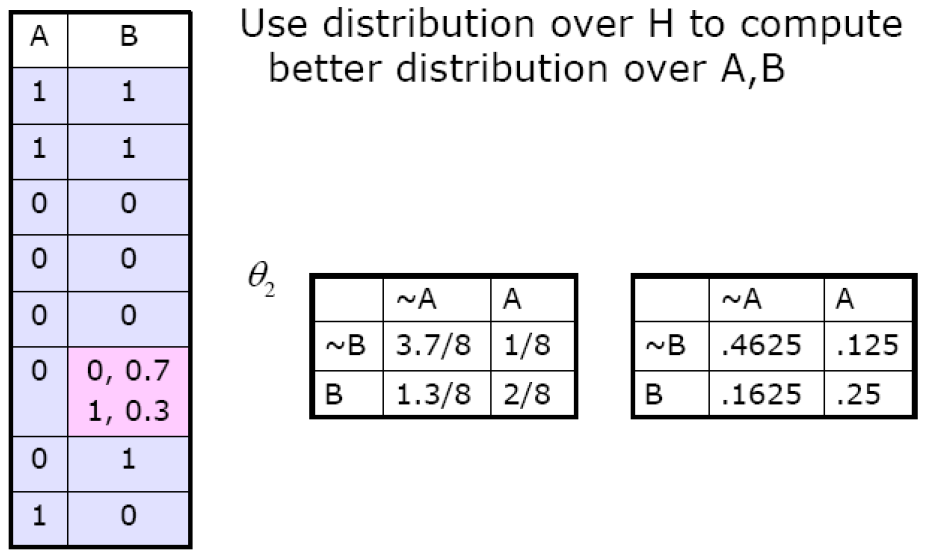 Use distribution over H to compute
better distribution over A,B
A B
1 1
1 1
0 0
0 0
0 0
0 0, 0.7
1, 0.3
0 1
1 0
θ2
~A A
~B 3.7/8 1/8
B 1.3/8 2/8
~A A
~B .4625 .125
B .1625 .25